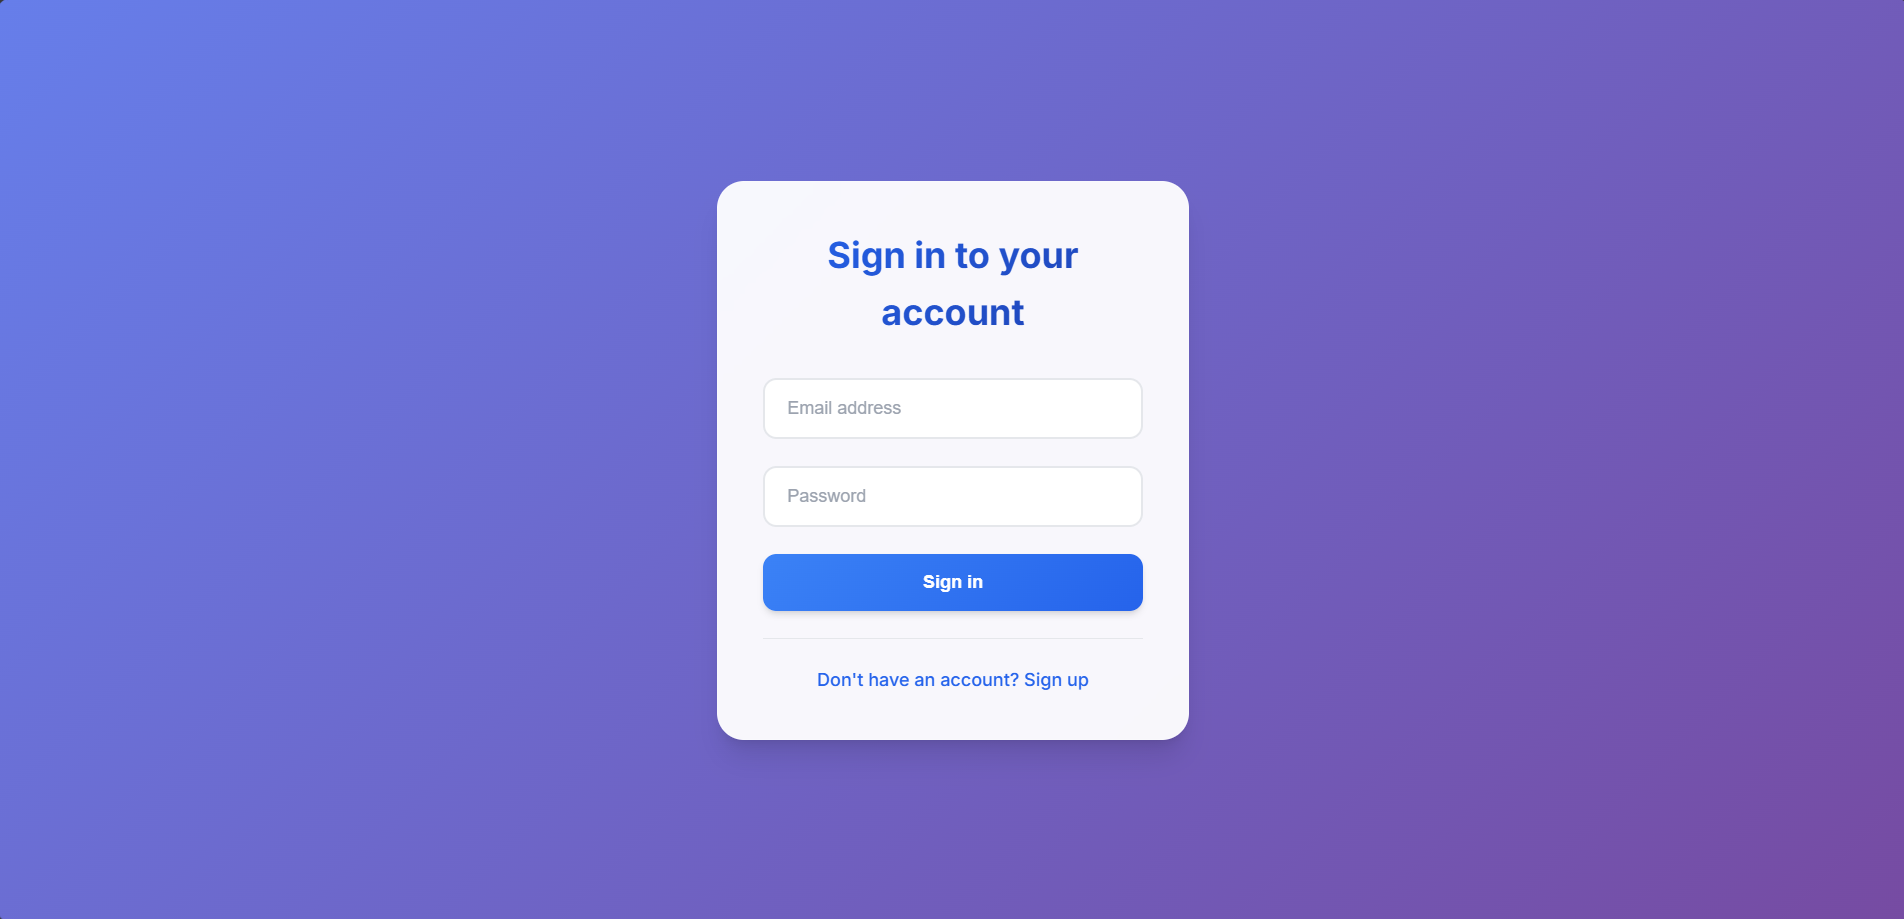 Sign in to your
account
Email address
Password
Sign in
Don't have an account? Sign up